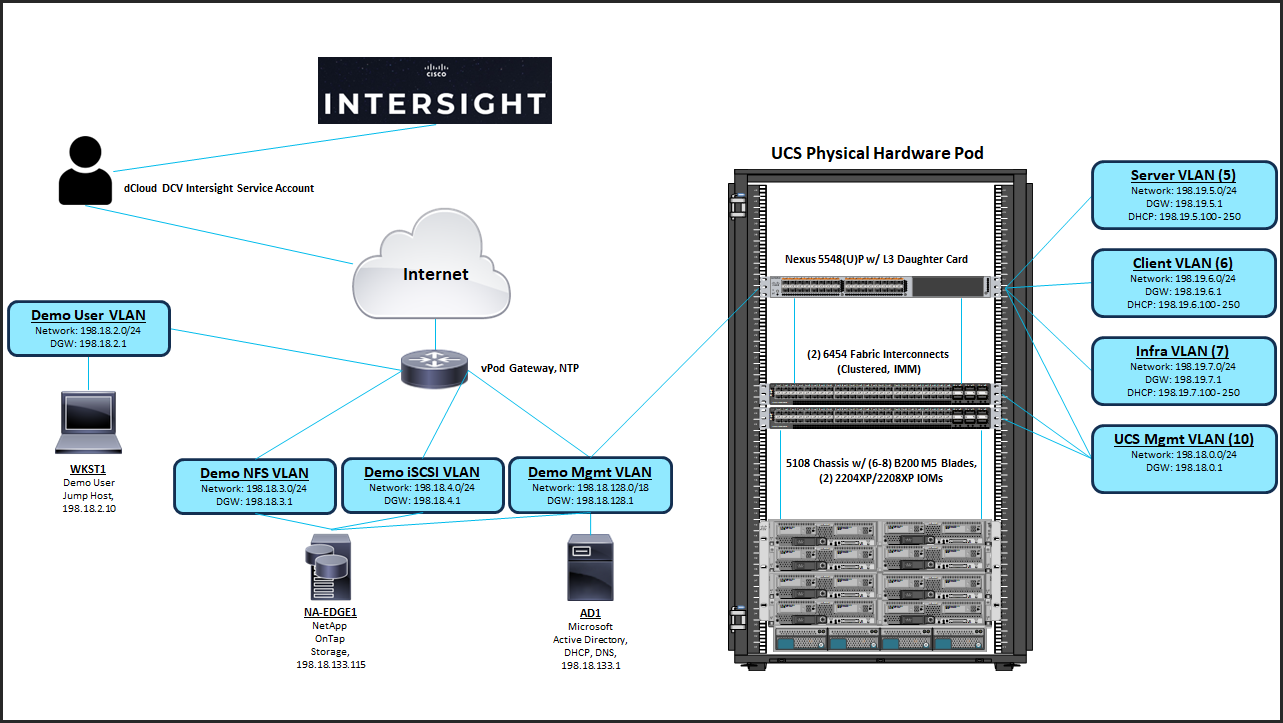 CISCO
INTERSIGHT
dCloud DCV Intersight Service Account
Internet
Demo User VLAN
Network: 198.18.2.0/24
DGW: 198.18.2.1
WKST1
Demo User
Jump Host,
198.18.2.10
vPod Gateway, NTP
Demo NFS VLAN
Network: 198.18.3.0/24
DGW: 198.18.3.1
Demo iSCSI VLAN
Network: 198.18.4.0/24
DGW: 198.18.4.1
Demo Mgmt VLAN
Network: 198.18.128.0/18
DGW: 198.18.128.1
NA-EDGE1
NetApp
OnTap
Storage,
198.18.133.115
AD1
Microsoft
Active Directory,
DHCP, DNS,
198.18.133.1
UCS Physical Hardware Pod
Nexus 5548(U)P w/ L3 Daughter Card
(2) 6454 Fabric Interconnects
(Clustered, IMM)
5108 Chassis w/ (6-8) B200 M5 Blades,
(2) 2204XP/2208XP IOMs
Server VLAN (5)
Network: 198.19.5.0/24
DGW: 198.19.5.1
DHCP: 198.19.5.100 - 250
Client VLAN (6)
Network: 198.19.6.0/24
DGW: 198.19.6.1
DHCP: 198.19.6.100 - 250
Infra VLAN (7)
Network: 198.19.7.0/24
DGW: 198.19.7.1
DHCP: 198.19.7.100 - 250
UCS Mgmt VLAN (10)
Network: 198.18.0.0/24
DGW: 198.18.0.1